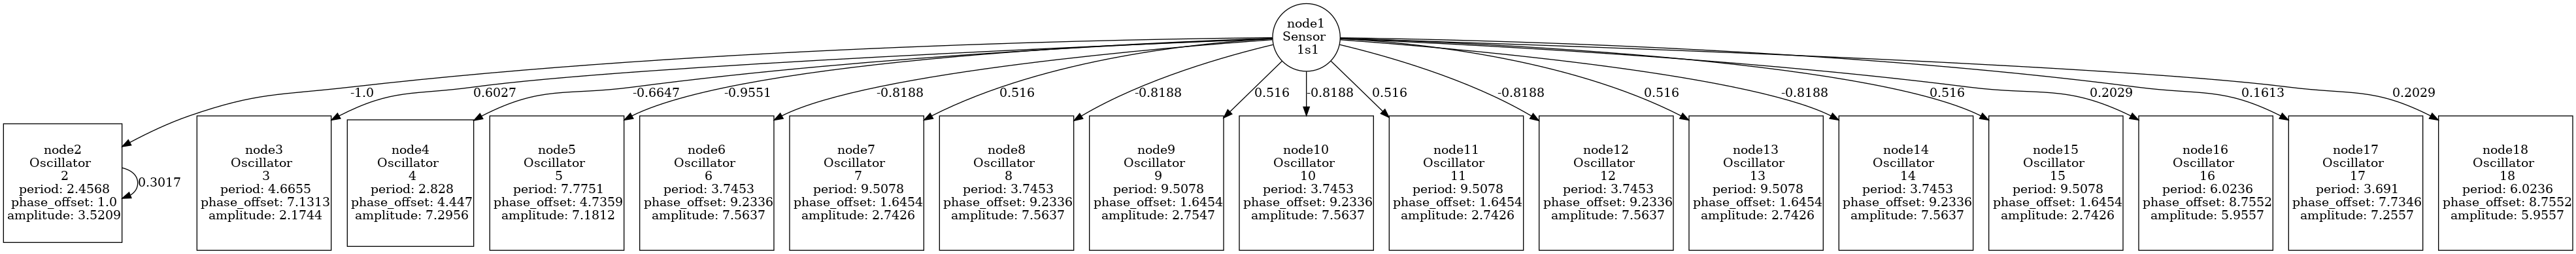 node1
Sensor
1s1
-1.0
0.6027
-0.6647
-0.9551
-0.8188
0.516
-0.8188
0.516
-0.8188
0.516
-0.8188
0.516
-0.8188
0.516
0.2029
0.1613
0.2029
node2
Oscillator
2
period: 2.4568
phase_offset: 1.0
amplitude: 3.5209
0.3017
node3
Oscillator
3
period: 4.6655
phase_offset: 7.1313
amplitude: 2.1744
node4
Oscillator
4
period: 2.828
phase_offset: 4.447
amplitude: 7.2956
node5
Oscillator
5
period: 7.7751
phase_offset: 4.7359
amplitude: 7.1812
node6
Oscillator
6
period: 3.7453
phase_offset: 9.2336
amplitude: 7.5637
node7
Oscillator
7
period: 9.5078
phase_offset: 1.6454
amplitude: 2.7426
node8
Oscillator
8
period: 3.7453
phase_offset: 9.2336
amplitude: 7.5637
node9
Oscillator
9
period: 9.5078
phase_offset: 1.6454
amplitude: 2.7547
node10
Oscillator
10
period: 3.7453
phase_offset: 9.2336
amplitude: 7.5637
node11
Oscillator
11
period: 9.5078
phase_offset: 1.6454
amplitude: 2.7426
node12
Oscillator
12
period: 3.7453
phase_offset: 9.2336
amplitude: 7.5637
node13
Oscillator
13
period: 9.5078
phase_offset: 1.6454
amplitude: 2.7426
node14
Oscillator
14
period: 3.7453
phase_offset: 9.2336
amplitude: 7.5637
node15
Oscillator
15
period: 9.5078
phase_offset: 1.6454
amplitude: 2.7426
node16
Oscillator
16
period: 6.0236
phase_offset: 8.7552
amplitude: 5.9557
node17
Oscillator
17
period: 3.691
phase_offset: 7.7346
amplitude: 7.2557
node18
Oscillator
18
period: 6.0236
phase_offset: 8.7552
amplitude: 5.9557